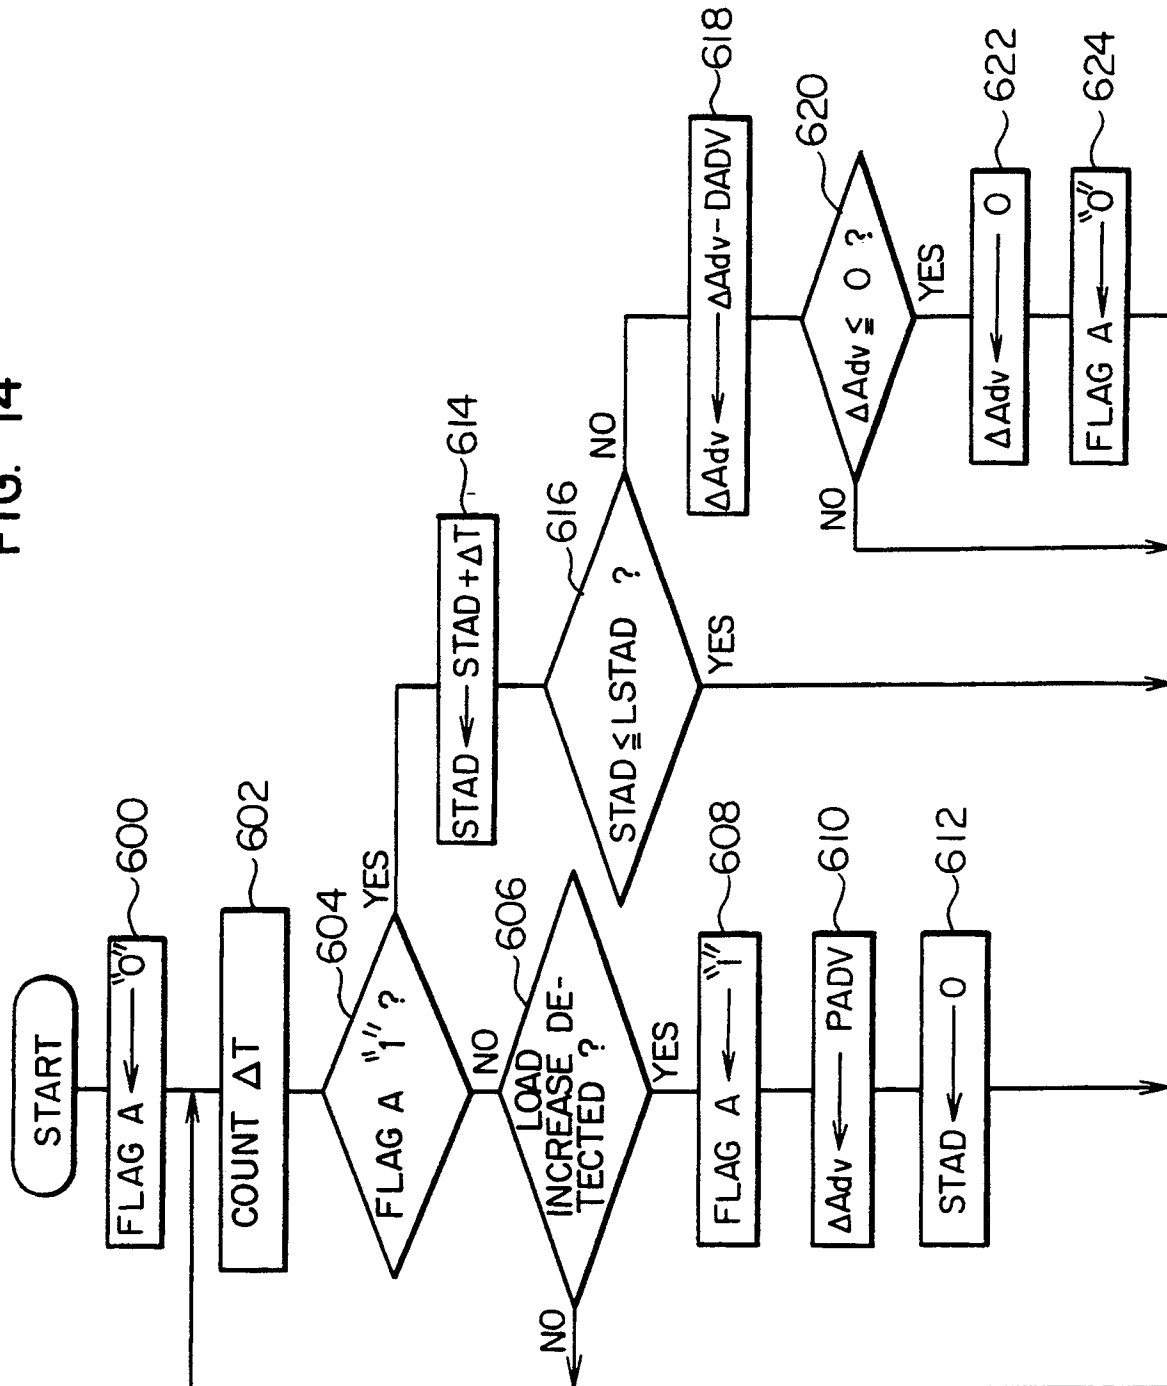 FIG. 14
START
FLAG A ← "0"
600
COUNT ΔT
602
FLAG A "1" ?
604
YES
NO
LOAD
INCREASE DE-
TECTED ?
606
NO
YES
FLAG A ← "1"
608
ΔAdv ← PADV
610
STAD ← 0
612
STAD ← STAD+ΔT
614
STAD ≦ LSTAD ?
616
NO
YES
ΔAdv ← ΔAdv-DADV
618
ΔAdv ≦ 0 ?
620
NO
YES
ΔAdv ← 0
622
FLAG A ← "0"
624